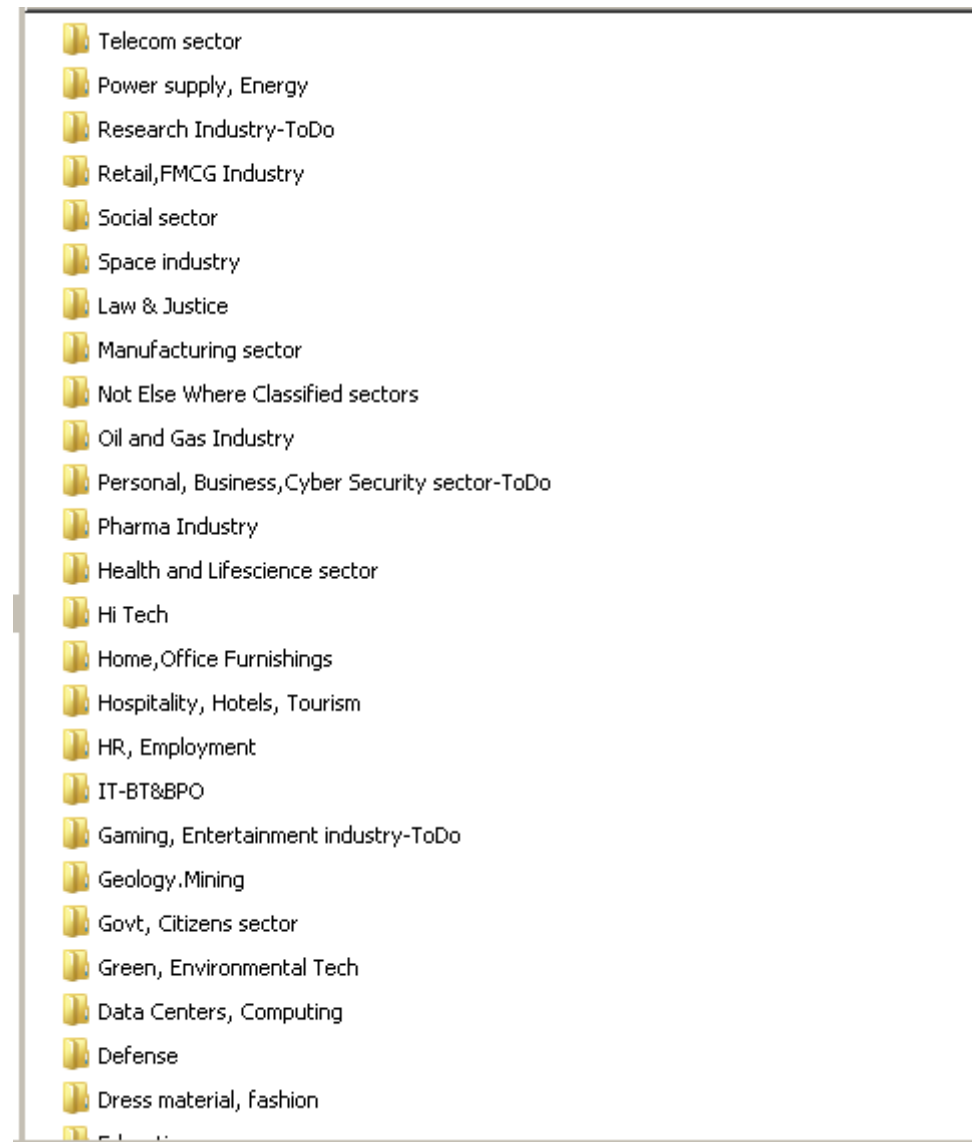 Telecom sector
Power supply, Energy
Research Industry-ToDo
Retail,FMCG Industry
Social sector
Space industry
Law & Justice
Manufacturing sector
Not Else Where Classified sectors
Oil and Gas Industry
Personal, Business,Cyber Security sector-ToDo
Pharma Industry
Health and Lifescience sector
Hi Tech
Home,Office Furnishings
Hospitality, Hotels, Tourism
HR, Employment
IT-BT&BPO
Gaming, Entertainment industry-ToDo
Geology.Mining
Govt, Citizens sector
Green, Environmental Tech
Data Centers, Computing
Defense
Dress material, fashion